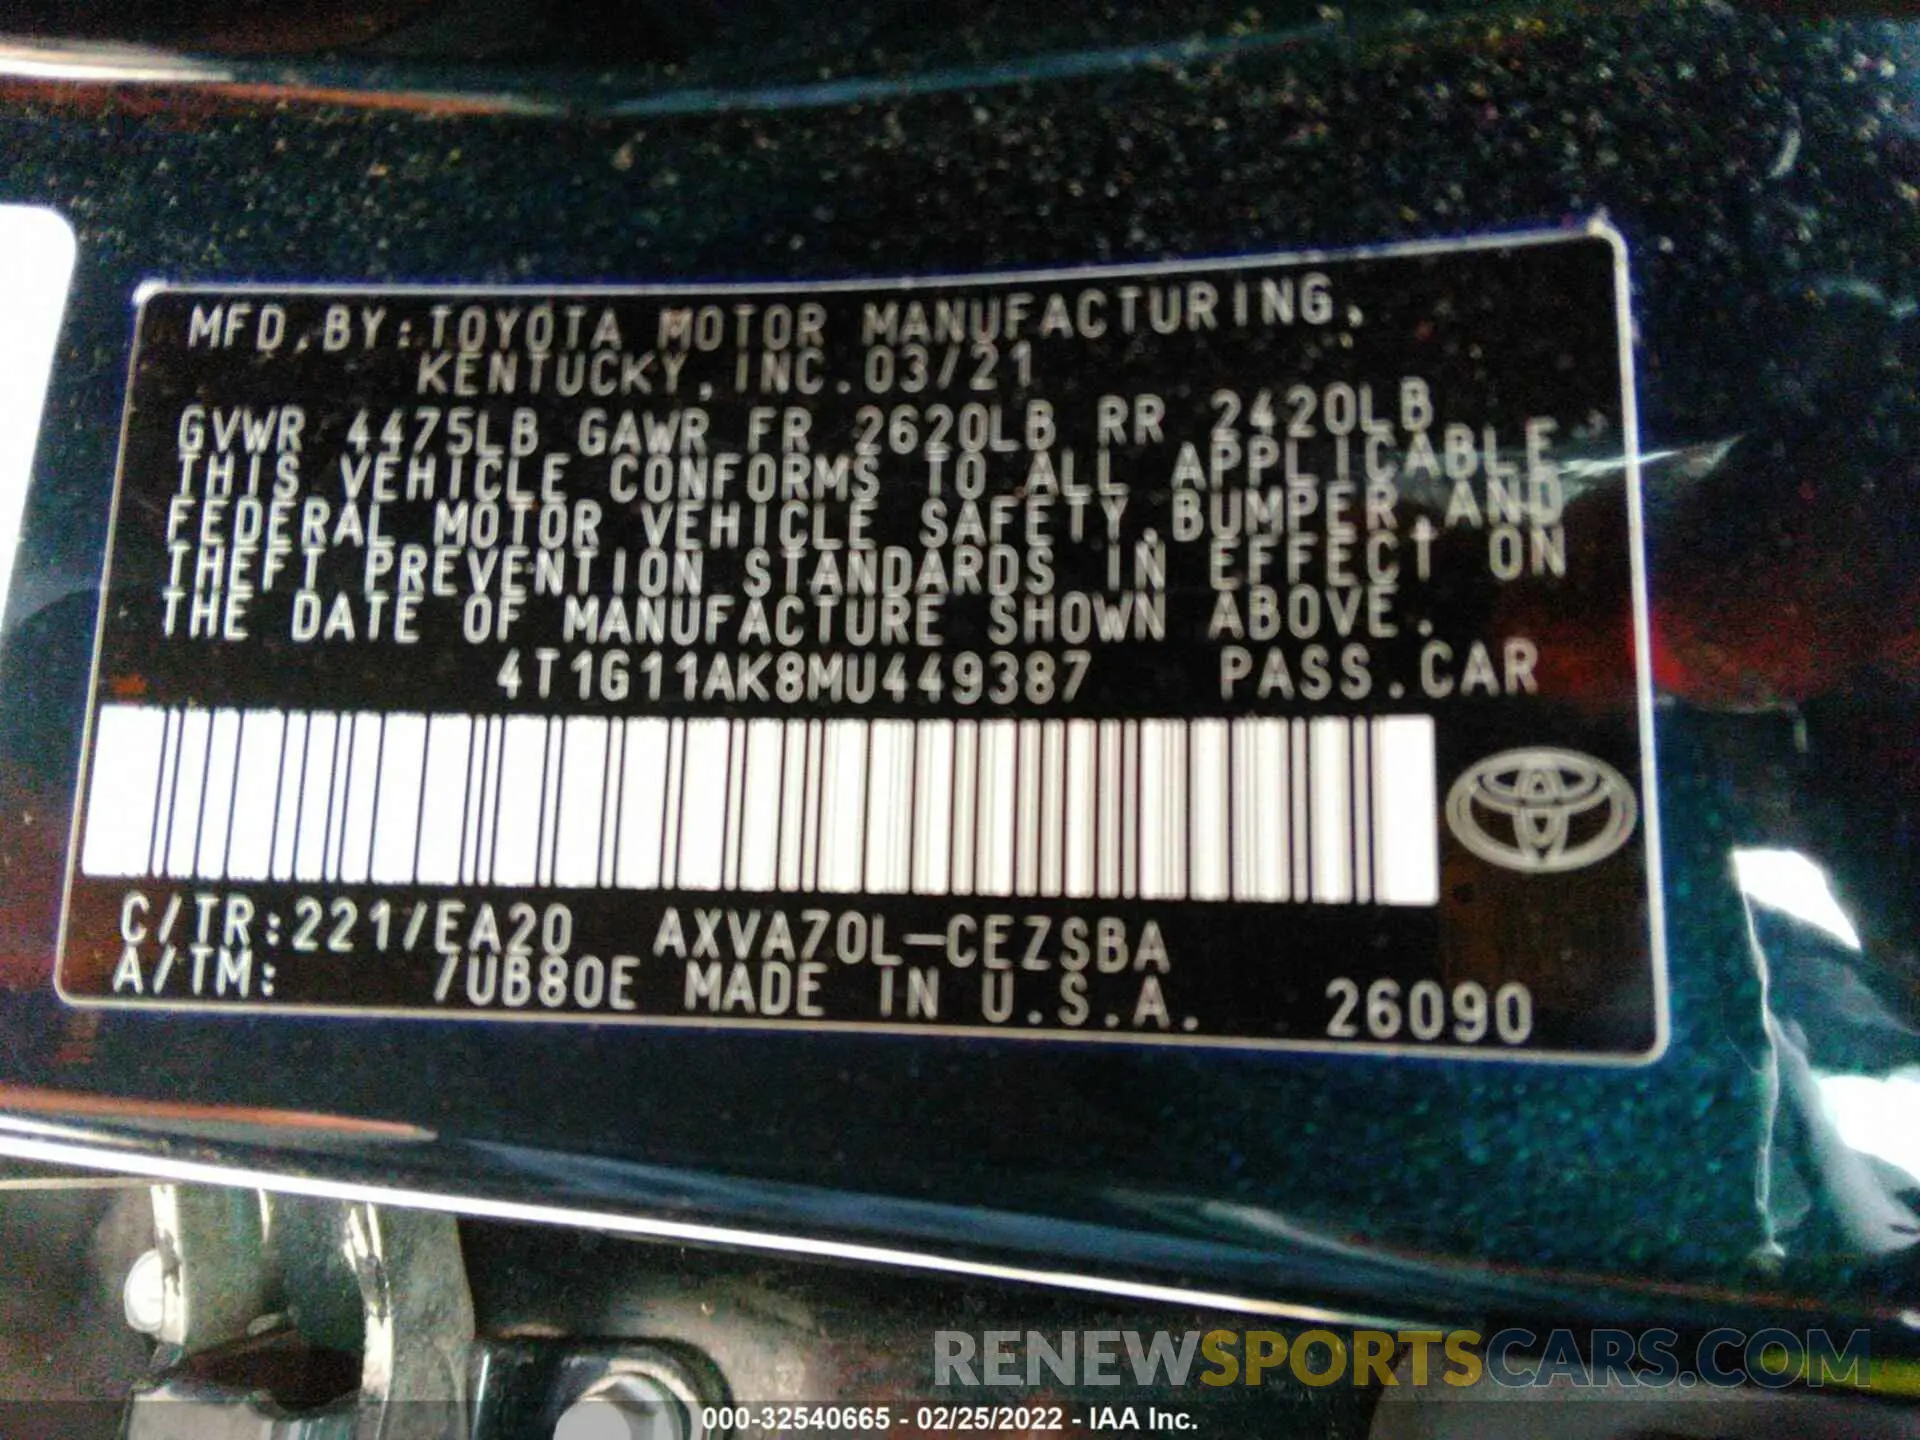 MFD.BY:TOYOTA MOTOR MANUFACTURING,
KENTUCKY,INC.03/21
GVWR 4475LB GAWR FR 2620LB RR 2420LB
THIS VEHICLE CONFORMS TO ALL APPLICABLE
FEDERAL MOTOR VEHICLE SAFETY,BUMPER,AND
THEFT PREVENTION STANDARDS IN EFFECT ON
THE DATE OF MANUFACTURE SHOWN ABOVE.
4T1G11AK8MU449387 PASS.CAR
C/TR:221/EA20 AXVA70L-CEZSBA
A/TM: /UB80E MADE IN U.S.A. 26090
RENEWSPORTSCARS.COM
000-32540665 - 02/25/2022 - IAA Inc.